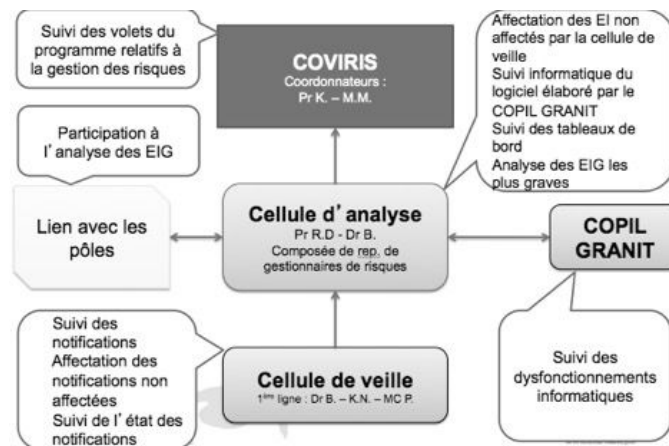 Suivi des volets du
programme relatifs à
la gestion des risques
COVIRIS
Coordonnateurs :
Pr K. – M.M.
Affectation des EI non
affectés par la cellule de
veille
Suivi informatique du
logiciel élaboré par le
COPIL GRANIT
Suivi des tableaux de
bord
Analyse des EIG les
plus graves
Participation à
l'analyse des EIG
Lien avec les
pôles
Cellule d'analyse
Pr R.D - Dr B.
Composée de rep. de
gestionnaires de risques
COPIL
GRANIT
Suivi des
notifications
Affectation des
notifications non
affectées
Suivi de l'état des
notifications
Cellule de veille
1ère ligne : Dr B. – K.N. – MC P.
Suivi des
dysfonctionnements
informatiques